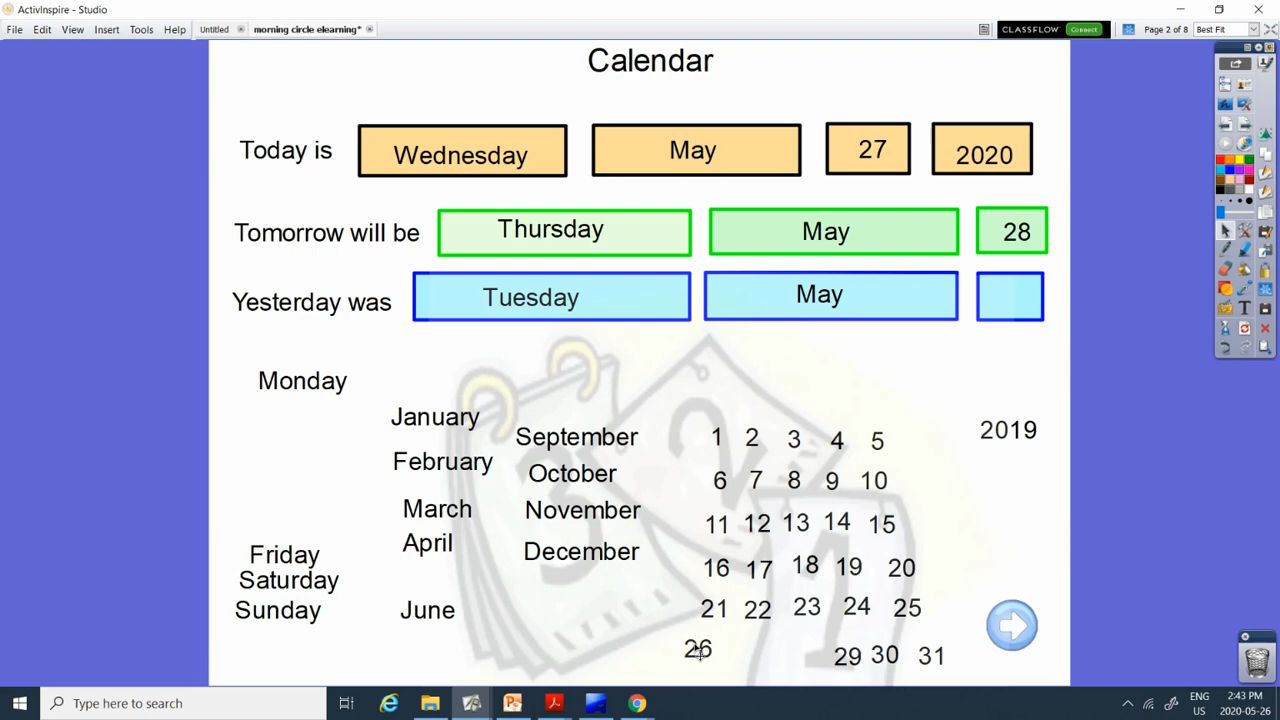 ActivInspire - Studio
File Edit View Insert Tools Help Untitled morning circle elearning* CLASSFLOW Connect Page 2 of 8 Best Fit
Calendar
Today is Wednesday May 27 2020
Tomorrow will be Thursday May 28
Yesterday was Tuesday May
Monday
January
September 1 2 3 4 5 2019
February October 6 7 8 9 10
March November 11 12 13 14 15
April December
Friday 16 17 18 19 20
Saturday
Sunday June 21 22 23 24 25
26 29 30 31
Type here to search
ENG 2:43 PM
US 2020-05-26